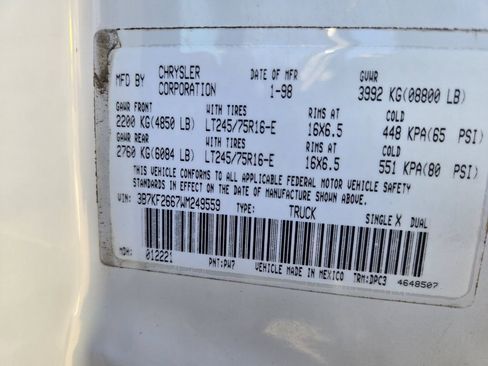 MFD BY CHRYSLER CORPORATION DATE OF MFR 1-98 GVWR 3992 KG(08800 LB)
GAWR FRONT WITH TIRES RIMS AT COLD
2200 KG(4850 LB) LT245/75R16-E 16X6.5 448 KPA(65 PSI)
GAWR REAR WITH TIRES RIMS AT COLD
2760 KG(6084 LB) LT245/75R16-E 16X6.5 551 KPA(80 PSI)
THIS VEHICLE CONFORMS TO ALL APPLICABLE FEDERAL MOTOR VEHICLE SAFETY
STANDARDS IN EFFECT ON THE DATE OF MANUFACTURE SHOWN ABOVE.
VIN: 3B7KF2667WM249559 TYPE: TRUCK SINGLE X DUAL
MDH: 012221 PNT:PW7 VEHICLE MADE IN MEXICO TRM:DPC3 4648507